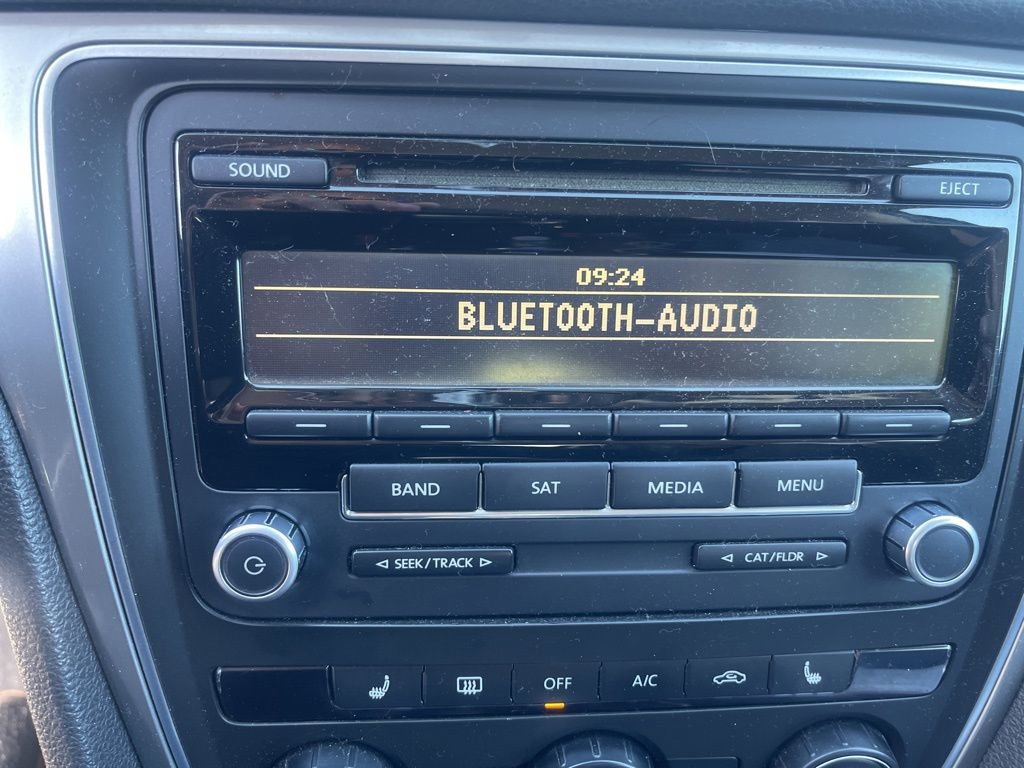 SOUND
EJECT
09:24
BLUETOOTH-AUDIO
BAND SAT MEDIA MENU
◁ SEEK/TRACK ▷ ◁ CAT/FLDR ▷
OFF A/C